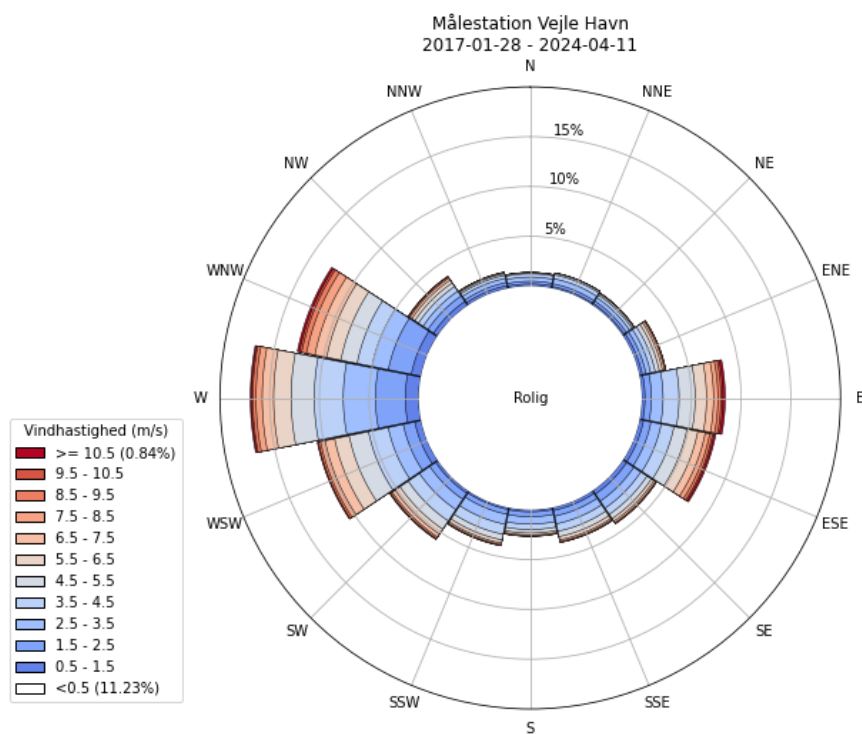 Målestation Vejle Havn
2017-01-28 - 2024-04-11
N
NNW
NNE
15%
NW
NE
10%
5%
WNW
ENE
W
Rolig
E
Vindhastighed (m/s)
>= 10.5 (0.84%)
9.5 - 10.5
8.5 - 9.5
7.5 - 8.5
6.5 - 7.5
5.5 - 6.5
4.5 - 5.5
3.5 - 4.5
2.5 - 3.5
1.5 - 2.5
0.5 - 1.5
<0.5 (11.23%)
WSW
ESE
SW
SE
SSW
SSE
S